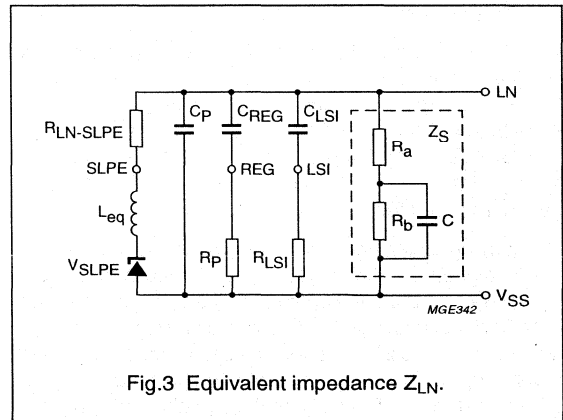 LN
CP CREG CLSI
RLN-SLPE
ZS
Ra
SLPE REG LSI
Leq
Rb C
RP RLSI
VSLPE
VSS
MGE342
Fig.3 Equivalent impedance ZLN.